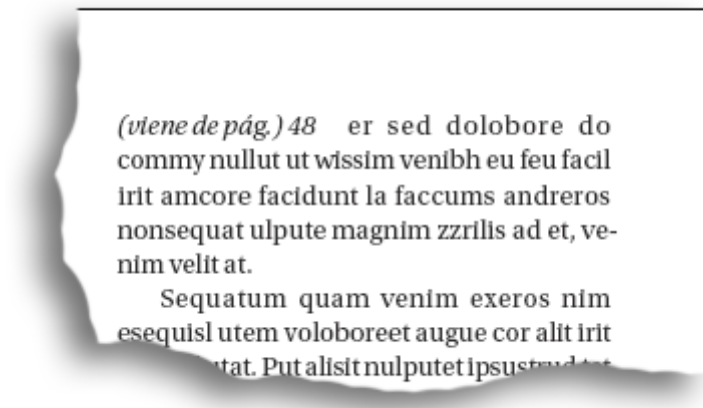 (viene de pág.) 48 er sed dolobore do
commy nullut ut wissim venibh eu feu facil
irit amcore facidunt la faccums andreros
nonsequat ulpute magnim zzrilis ad et, ve-
nim velit at.
Sequatum quam venim exeros nim
esequisl utem voloboreet augue cor alit irit
Put alisit nulputet